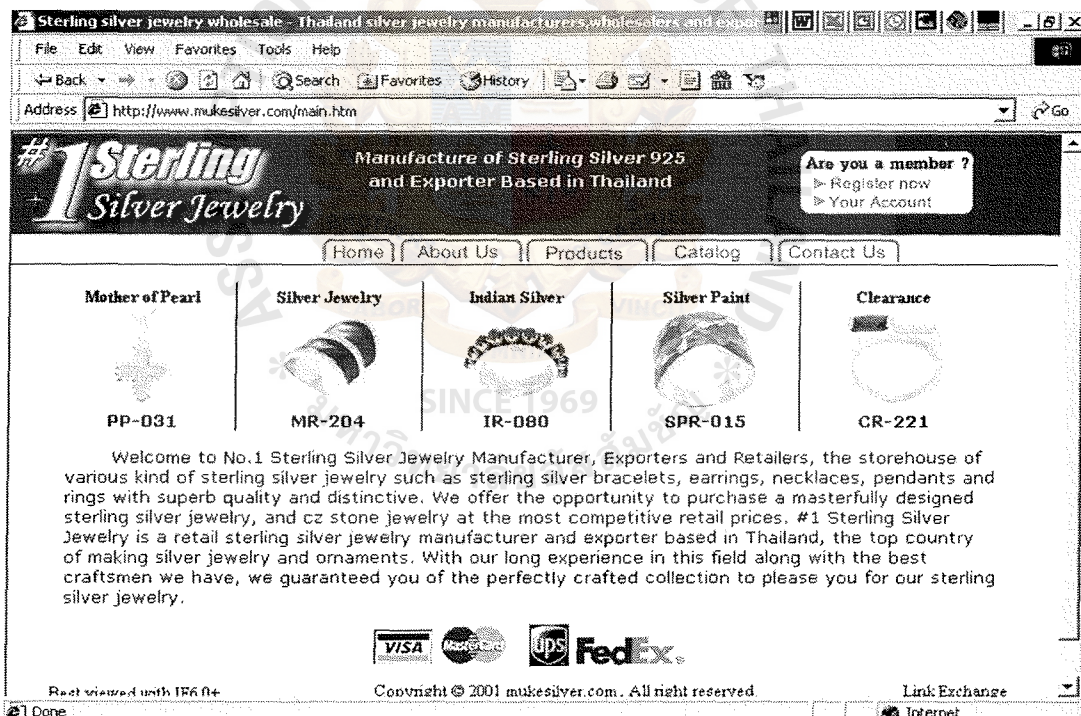 Sterling silver jewelry wholesale - Thailand silver jewelry manufacturers,wholesalers and expor
File Edit View Favorites Tools Help
Back Search Favorites History
Address http://www.mukesilver.com/main.htm Go
#1 Sterling
Silver Jewelry
Manufacture of Sterling Silver 925
and Exporter Based in Thailand
Are you a member ?
Register now
Your Account
Home About Us Products Catalog Contact Us
Mother of Pearl Silver Jewelry Indian Silver Silver Paint Clearance
PP-031 MR-204 IR-080 SPR-015 CR-221
SINCE 1969
Welcome to No.1 Sterling Silver Jewelry Manufacturer, Exporters and Retailers, the storehouse of
various kind of sterling silver jewelry such as sterling silver bracelets, earrings, necklaces, pendants and
rings with superb quality and distinctive. We offer the opportunity to purchase a masterfully designed
sterling silver jewelry, and cz stone jewelry at the most competitive retail prices. #1 Sterling Silver
Jewelry is a retail sterling silver jewelry manufacturer and exporter based in Thailand, the top country
of making silver jewelry and ornaments. With our long experience in this field along with the best
craftsmen we have, we guaranteed you of the perfectly crafted collection to please you for our sterling
silver jewelry.
VISA MasterCard ups FedEx
Best viewed with IE6.0+ Copyright © 2001 mukesilver.com. All right reserved. Link Exchange
Done Internet